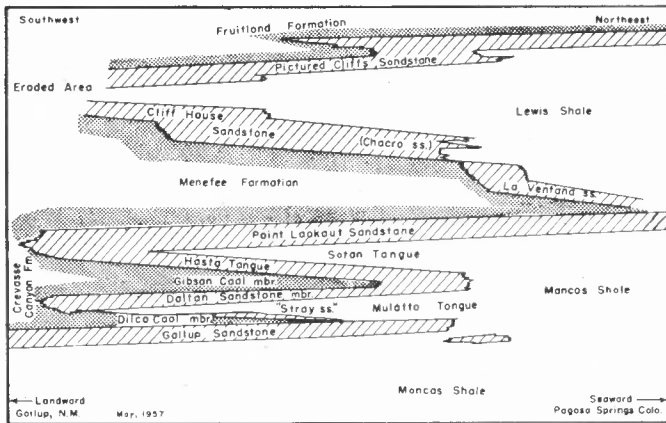 Southwest
Fruitland Formation
Northeast
Pictured Cliffs Sandstone
Eroded Area
Cliff House
Sandstone
(Chacro ss.)
Lewis Shale
Menefee Formation
La Ventana ss.
Point Lookout Sandstone
Hosta Tongue
Satan Tongue
Crevasse
Canyon Fm.
Gibson Coal mbr.
Dalton Sandstone mbr.
"Stray ss."
Mulatto Tongue
Mancos Shale
Dilco Coal mbr.
Gallup Sandstone
Mancos Shale
Landward
Gallup, N.M.
May, 1957
Seaward
Pagosa Springs Colo.